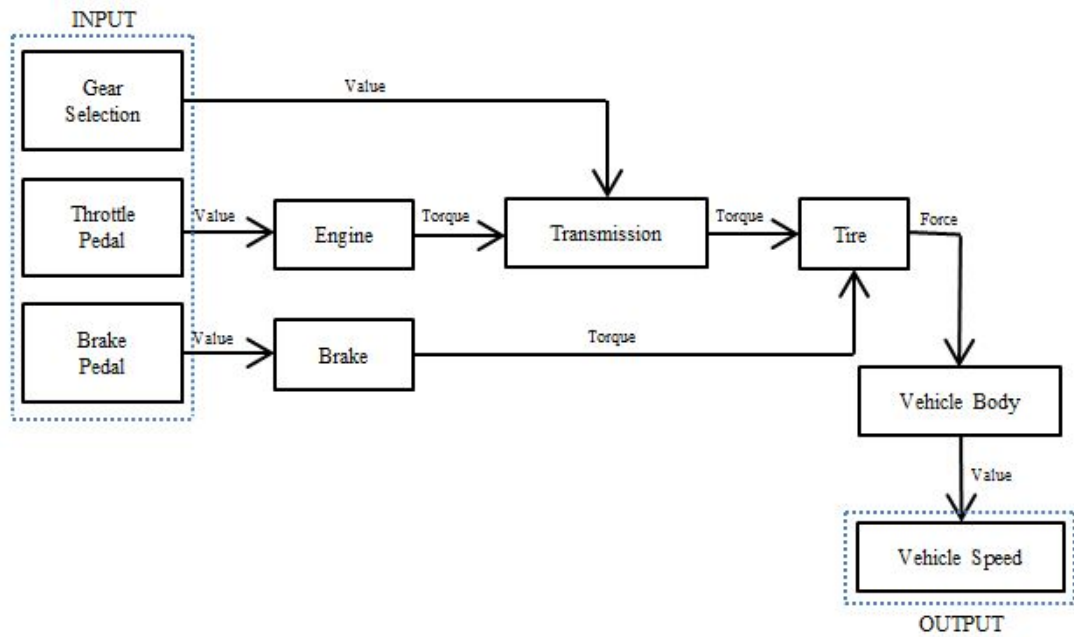 INPUT
Gear
Selection
Value
Throttle
Pedal
Value
Engine
Torque
Transmission
Torque
Tire
Force
Brake
Pedal
Value
Brake
Torque
Vehicle Body
Value
Vehicle Speed
OUTPUT